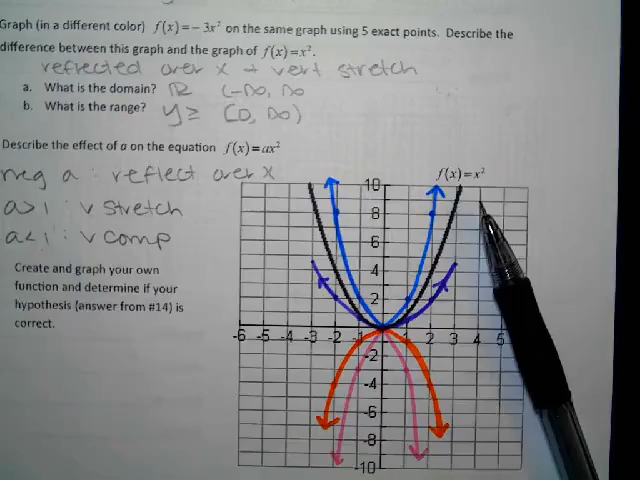 Graph (in a different color) f(x)=−3x² on the same graph using 5 exact points. Describe the
difference between this graph and the graph of f(x)=x².
reflected over x + vert stretch
a. What is the domain? ℝ (-∞, ∞
b. What is the range? y≥ [0, ∞)
Describe the effect of a on the equation f(x)=ax²
neg a : reflect over x
a>1 v stretch
a<1 : v comp
Create and graph your own
function and determine if your
hypothesis (answer from #14) is
correct.
f(x)=x²
10
8
6
4
2
-6 -5 -4 -3 -2 -1 0 1 2 3 4 5
-2
-4
-6
-8
-10